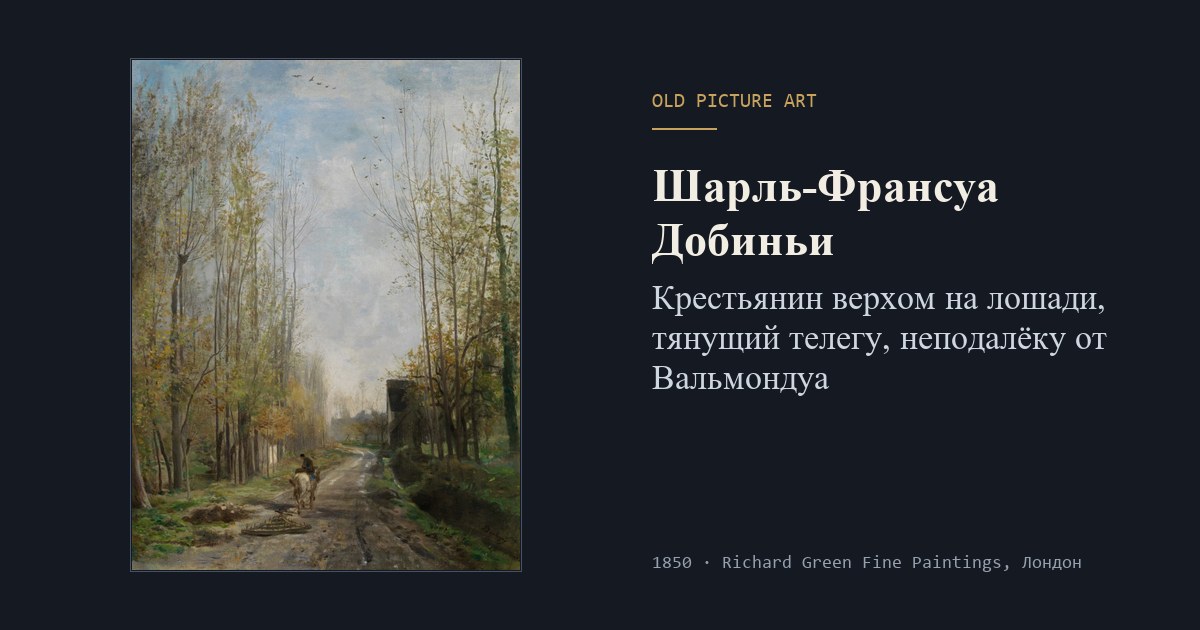 OLD PICTURE ART
Шарль-Франсуа
Добиньи
Крестьянин верхом на лошади,
тянущий телегу, неподалёку от
Вальмондуа
1850 · Richard Green Fine Paintings, Лондон